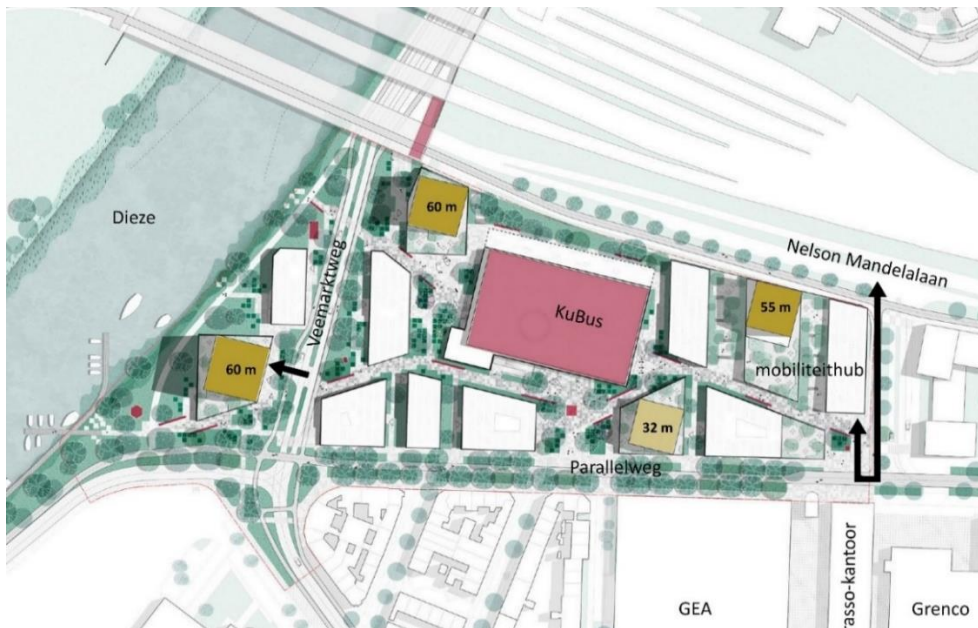 Dieze
60 m
Veemarktweg
Nelson Mandelalaan
KuBus
55 m
60 m
mobiliteithub
32 m
Parallelweg
GEA
rasso-kantoor
Grenco